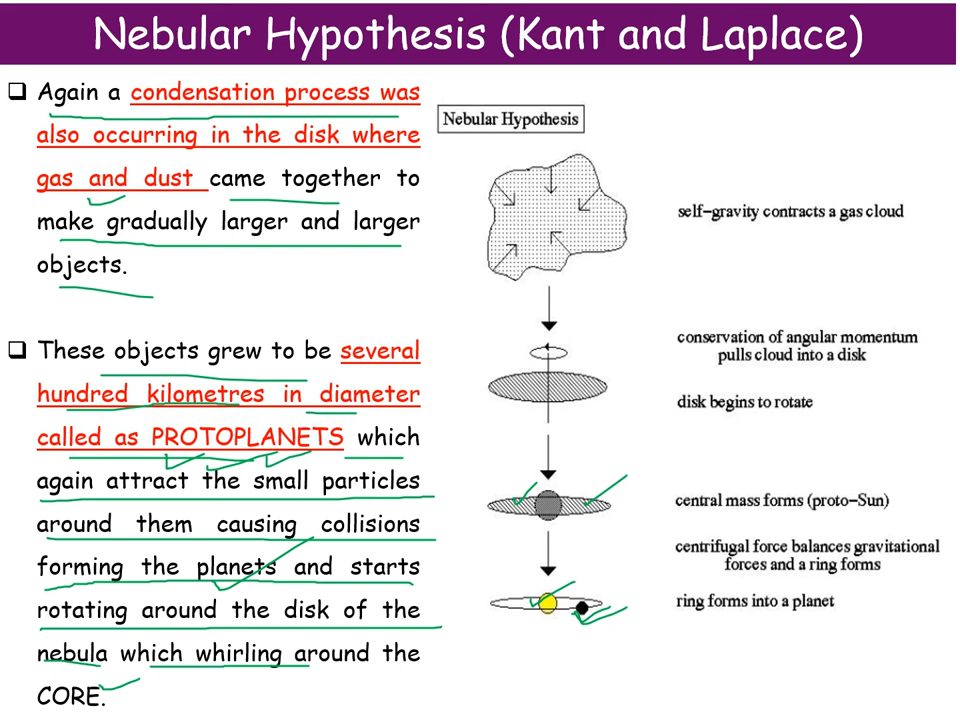 Nebular Hypothesis (Kant and Laplace)
Again a condensation process was
also occurring in the disk where
gas and dust came together to
make gradually larger and larger
objects.
These objects grew to be several
hundred kilometres in diameter
called as PROTOPLANETS which
again attract the small particles
around them causing collisions
forming the planets and starts
rotating around the disk of the
nebula which whirling around the
CORE.
Nebular Hypothesis
self-gravity contracts a gas cloud
conservation of angular momentum
pulls cloud into a disk
disk begins to rotate
central mass forms (proto-Sun)
centrifugal force balances gravitational
forces and a ring forms
ring forms into a planet